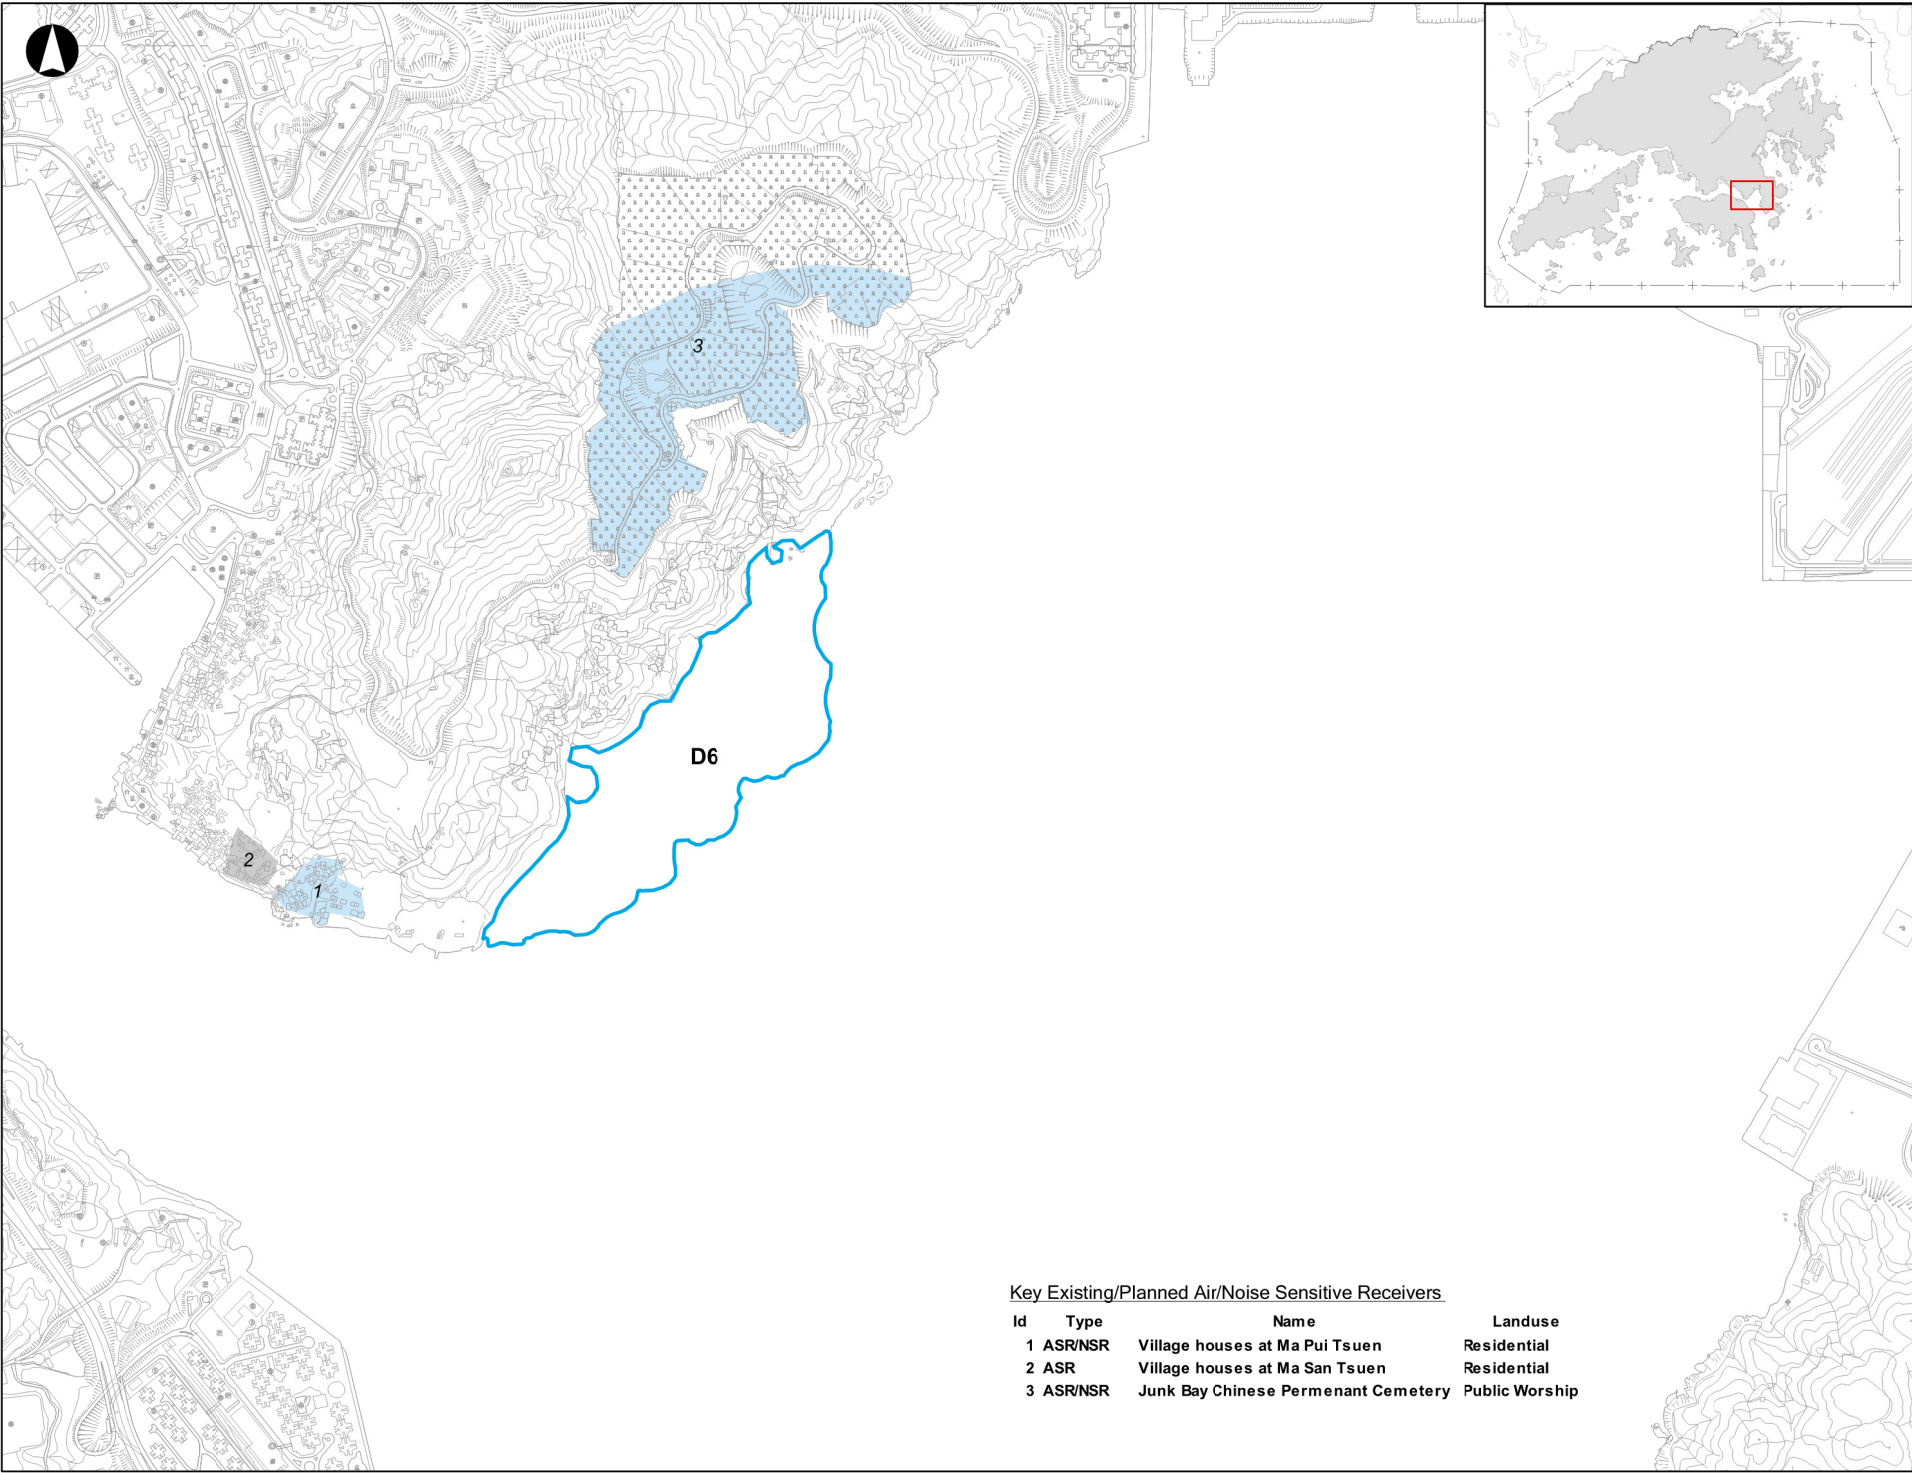 3
D6
2
1
Key Existing/Planned Air/Noise Sensitive Receivers
Id Type Name Landuse
1 ASR/NSR Village houses at Ma Pui Tsuen Residential
2 ASR Village houses at Ma San Tsuen Residential
3 ASR/NSR Junk Bay Chinese Permenant Cemetery Public Worship